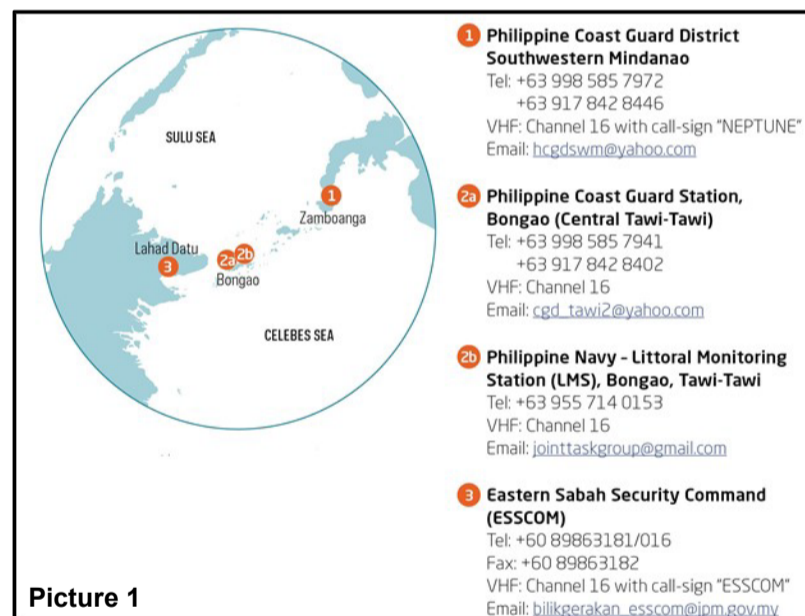 SULU SEA
1
Zamboanga
Lahad Datu
3
2a
2b
Bongao
CELEBES SEA
1 Philippine Coast Guard District
Southwestern Mindanao
Tel: +63 998 585 7972
+63 917 842 8446
VHF: Channel 16 with call-sign "NEPTUNE"
Email: hcgdswm@yahoo.com
2a Philippine Coast Guard Station,
Bongao (Central Tawi-Tawi)
Tel: +63 998 585 7941
+63 917 842 8402
VHF: Channel 16
Email: cgd_tawi2@yahoo.com
2b Philippine Navy - Littoral Monitoring
Station (LMS), Bongao, Tawi-Tawi
Tel: +63 955 714 0153
VHF: Channel 16
Email: jointtaskgroup@gmail.com
3 Eastern Sabah Security Command
(ESSCOM)
Tel: +60 89863181/016
Fax: +60 89863182
VHF: Channel 16 with call-sign "ESSCOM"
Email: bilikgerakan_esscom@jpm.gov.my
Picture 1